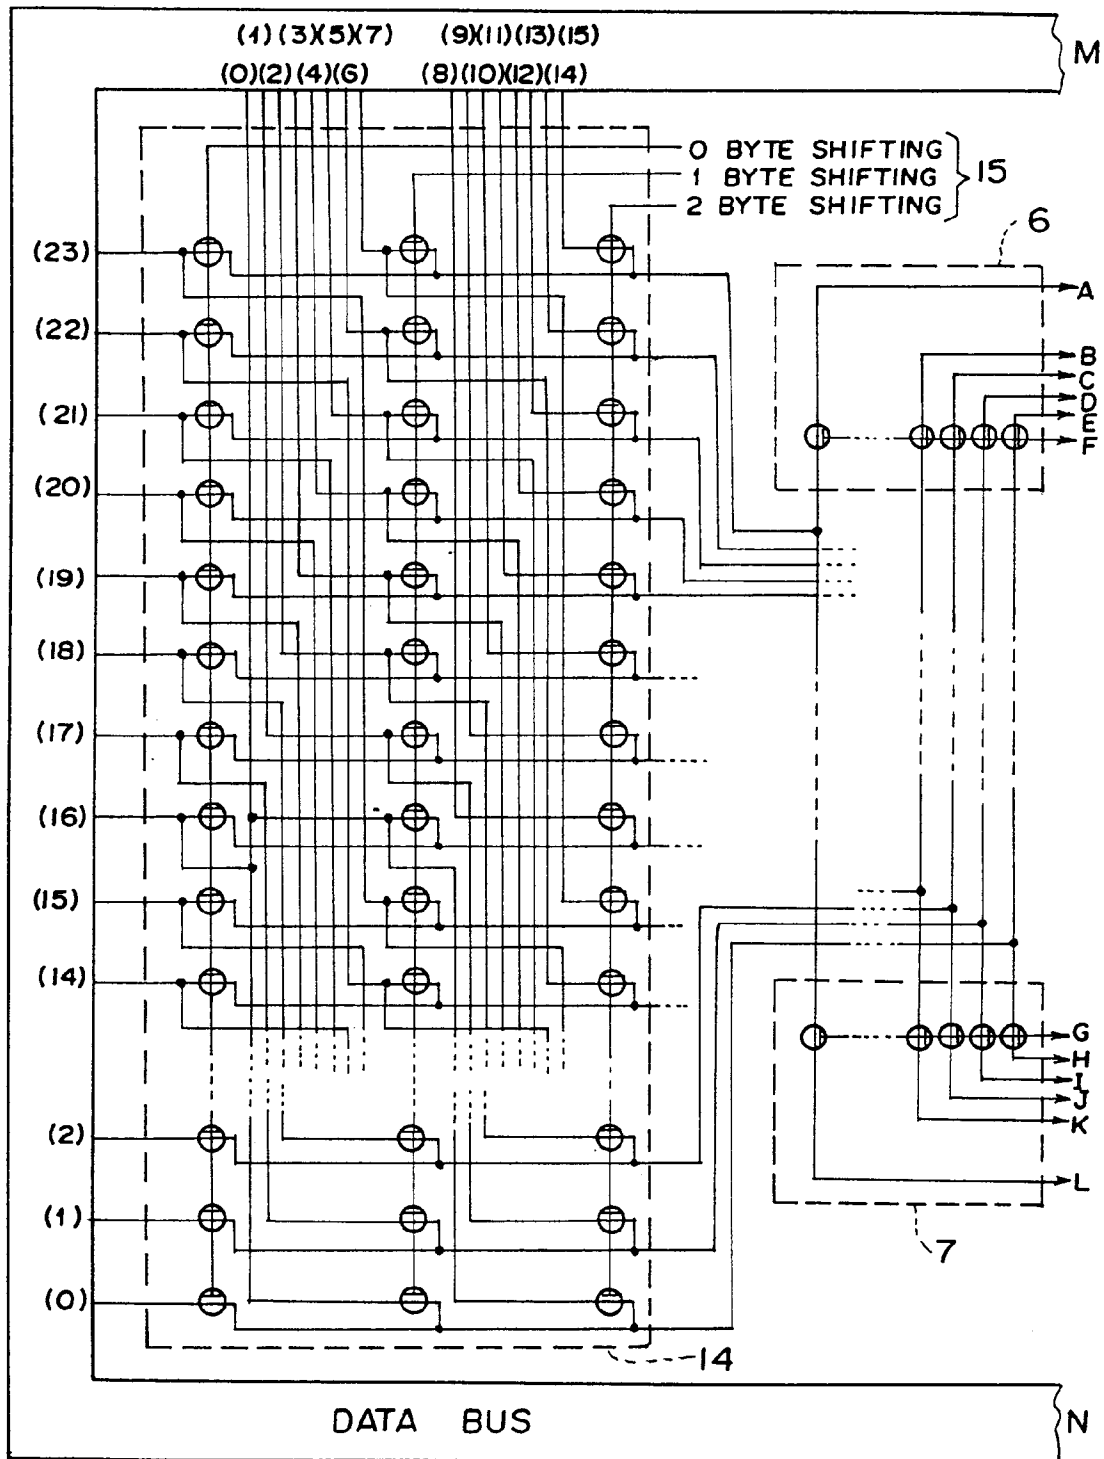 (1)(3)(5)(7) (9)(11)(13)(15)
(0)(2)(4)(6) (8)(10)(12)(14)
M
0 BYTE SHIFTING
1 BYTE SHIFTING
2 BYTE SHIFTING
15
6
(23)
A
(22)
B
C
(21)
D
E
F
(20)
(19)
(18)
(17)
(16)
(15)
(14)
G
H
I
J
K
(2)
L
(1)
7
(0)
14
DATA BUS
N